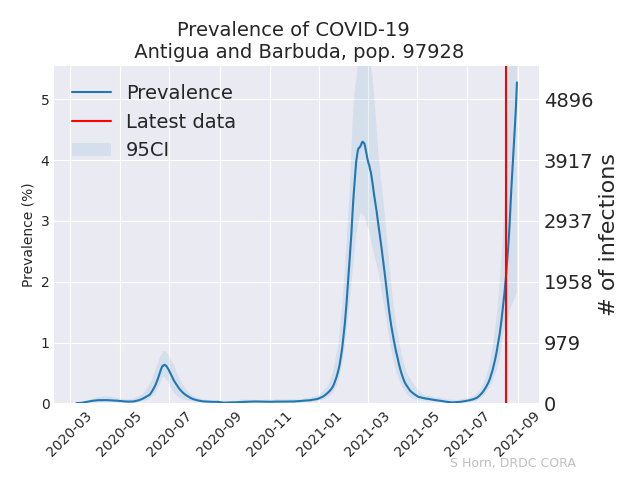 Prevalence of COVID-19
Antigua and Barbuda, pop. 97928
Prevalence
Latest data
95CI
Prevalence (%)
5
4
3
2
1
0
4896
3917
2937
1958
979
0
# of infections
2020-03
2020-05
2020-07
2020-09
2020-11
2021-01
2021-03
2021-05
2021-07
2021-09
S Horn, DRDC CORA